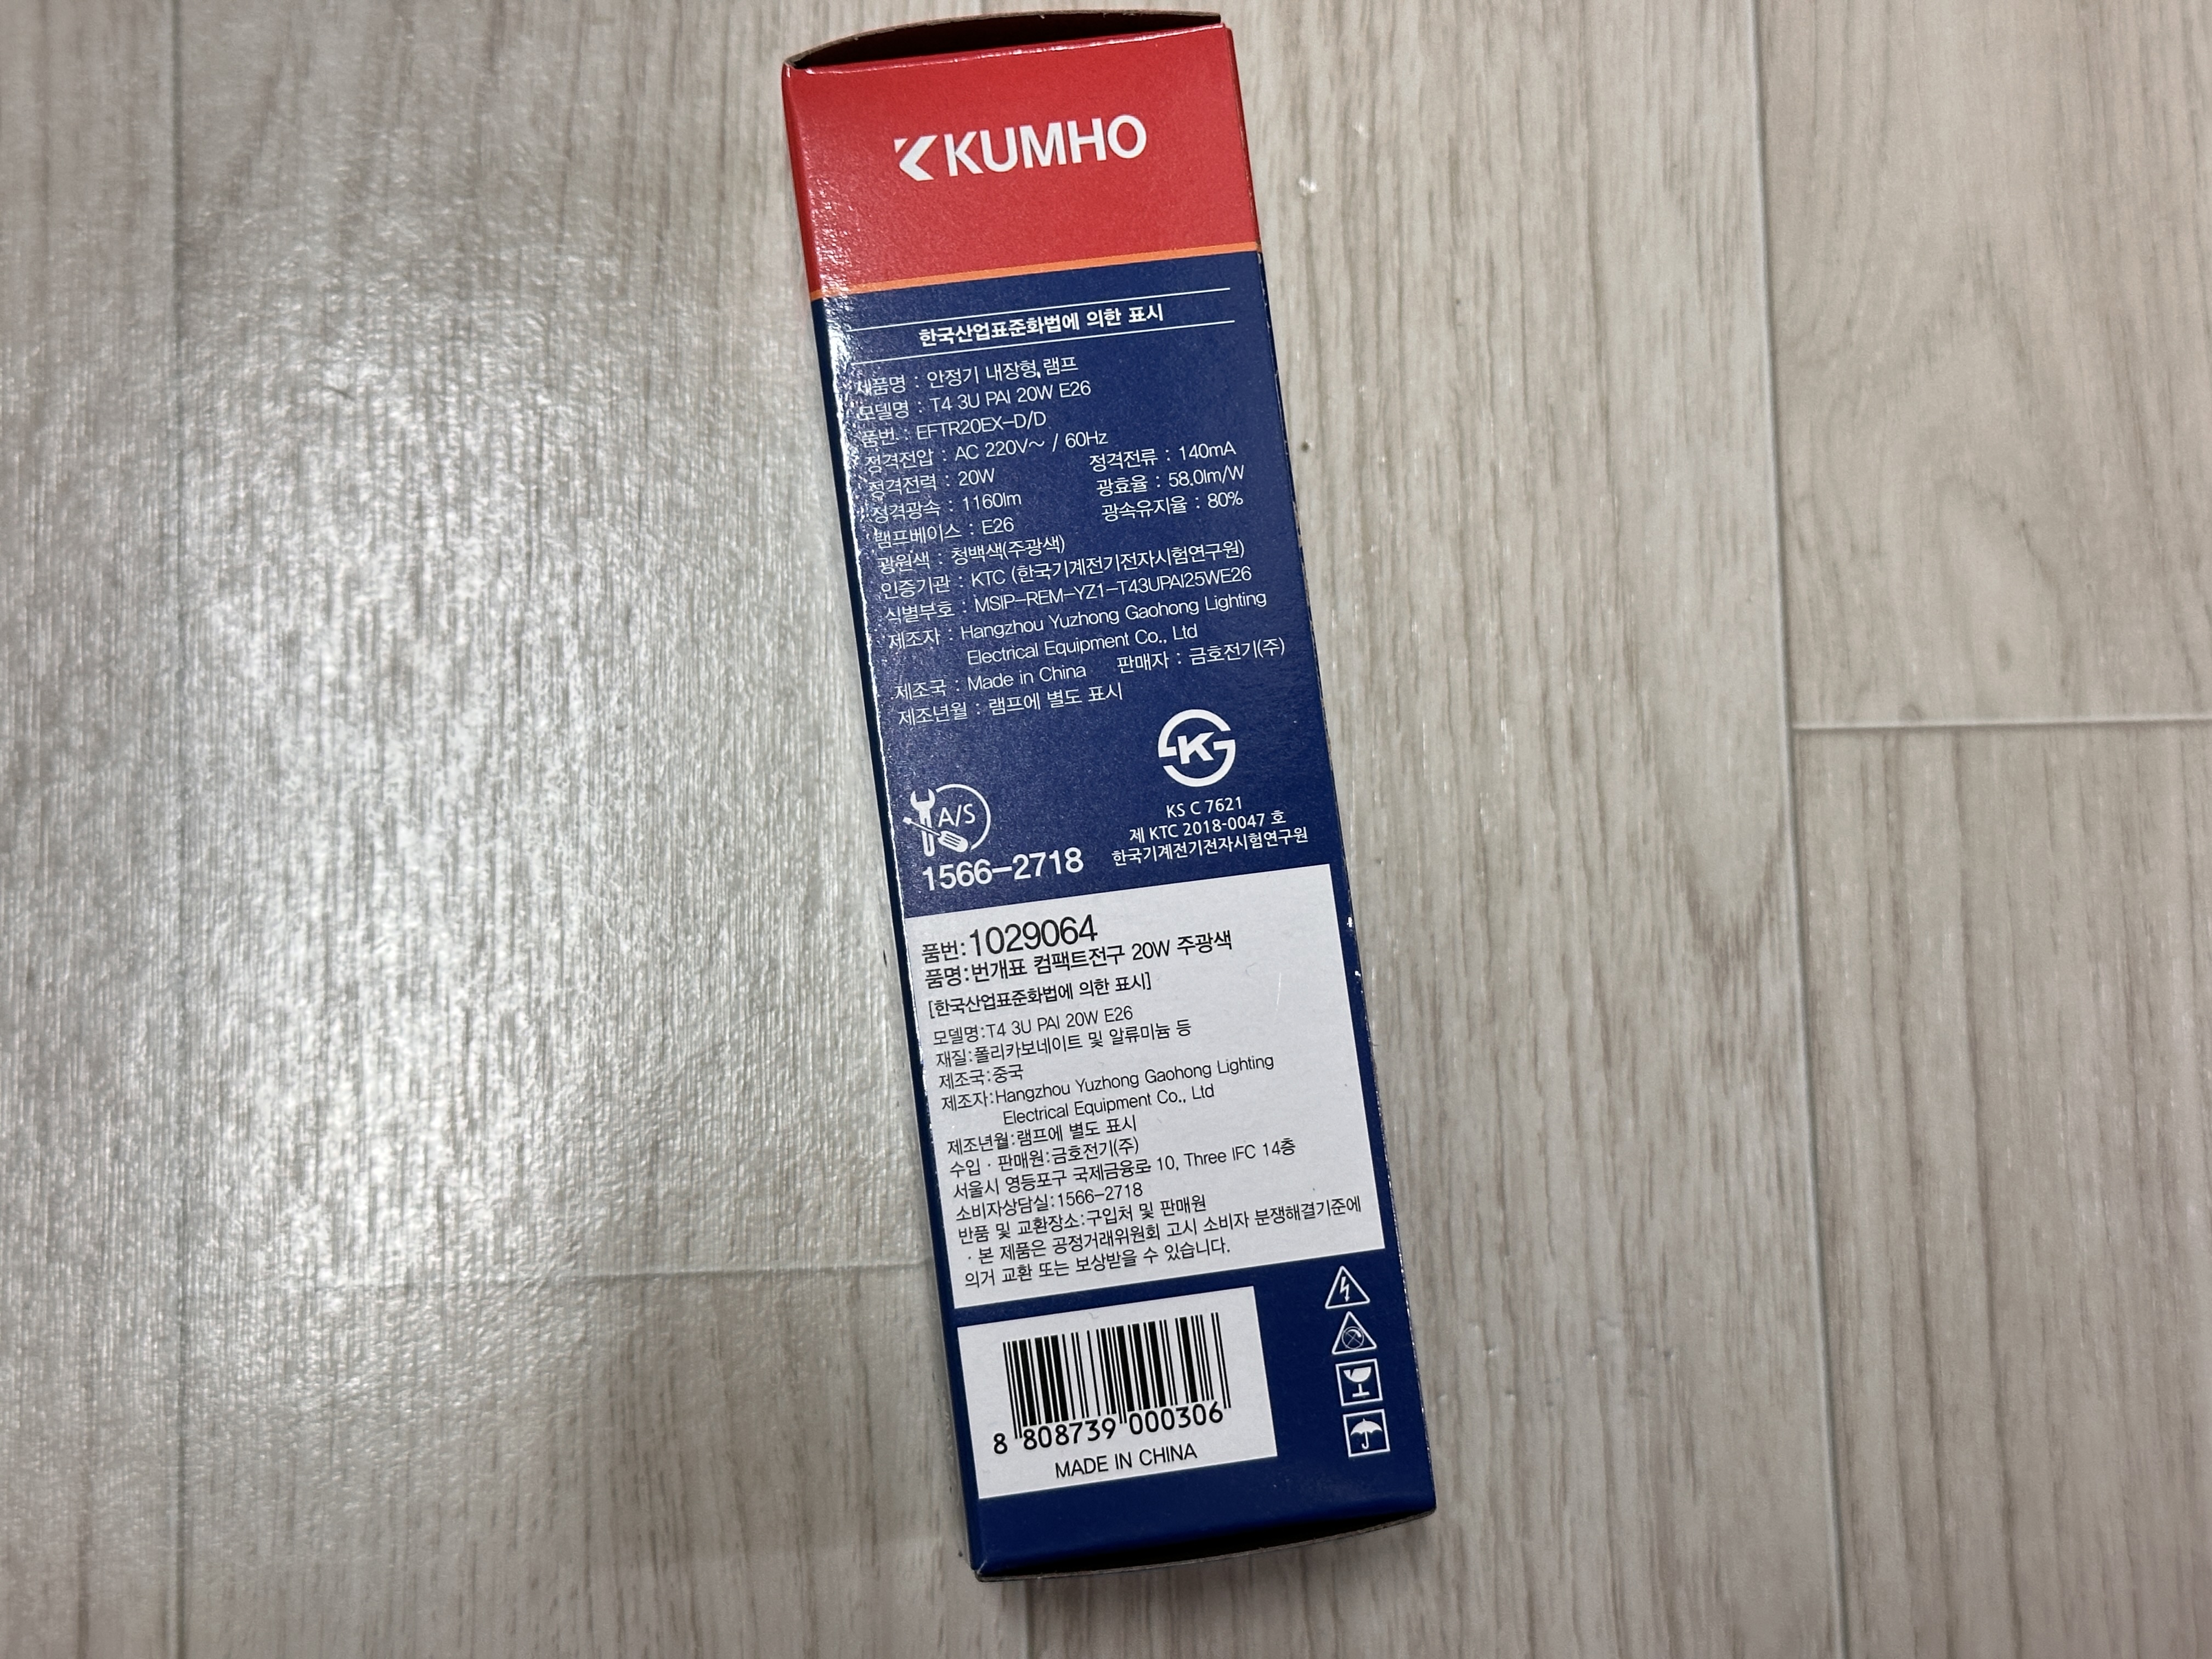 KUMHO
한국산업표준화법에 의한 표시
제품명 : 안정기 내장형 램프
모델명 : T4 3U PAI 20W E26
품번 : EFTR20EX-D/D
정격전압 : AC 220V~ / 60Hz
정격전력 : 20W 정격전류 : 140mA
정격광속 : 1160lm 광효율 : 58.0lm/W
램프베이스 : E26 광속유지율 : 80%
광원색 : 청백색(주광색)
인증기관 : KTC (한국기계전기전자시험연구원)
식별부호 : MSIP-REM-YZ1-T43UPAI25WE26
제조자 : Hangzhou Yuzhong Gaohong Lighting
Electrical Equipment Co., Ltd
제조국 : Made in China 판매자 : 금호전기(주)
제조년월 : 램프에 별도 표시
A/S
1566-2718
KS C 7621
제 KTC 2018-0047 호
한국기계전기전자시험연구원
품번:1029064
품명:번개표 컴팩트전구 20W 주광색
[한국산업표준화법에 의한 표시]
모델명:T4 3U PAI 20W E26
재질:폴리카보네이트 및 알류미늄 등
제조국:중국
제조자:Hangzhou Yuzhong Gaohong Lighting
Electrical Equipment Co., Ltd
제조년월:램프에 별도 표시
수입 · 판매원:금호전기(주)
서울시 영등포구 국제금융로 10, Three IFC 14층
소비자상담실:1566-2718
반품 및 교환장소:구입처 및 판매원
· 본 제품은 공정거래위원회 고시 소비자 분쟁해결기준에
의거 교환 또는 보상받을 수 있습니다.
8 808739 000306
MADE IN CHINA